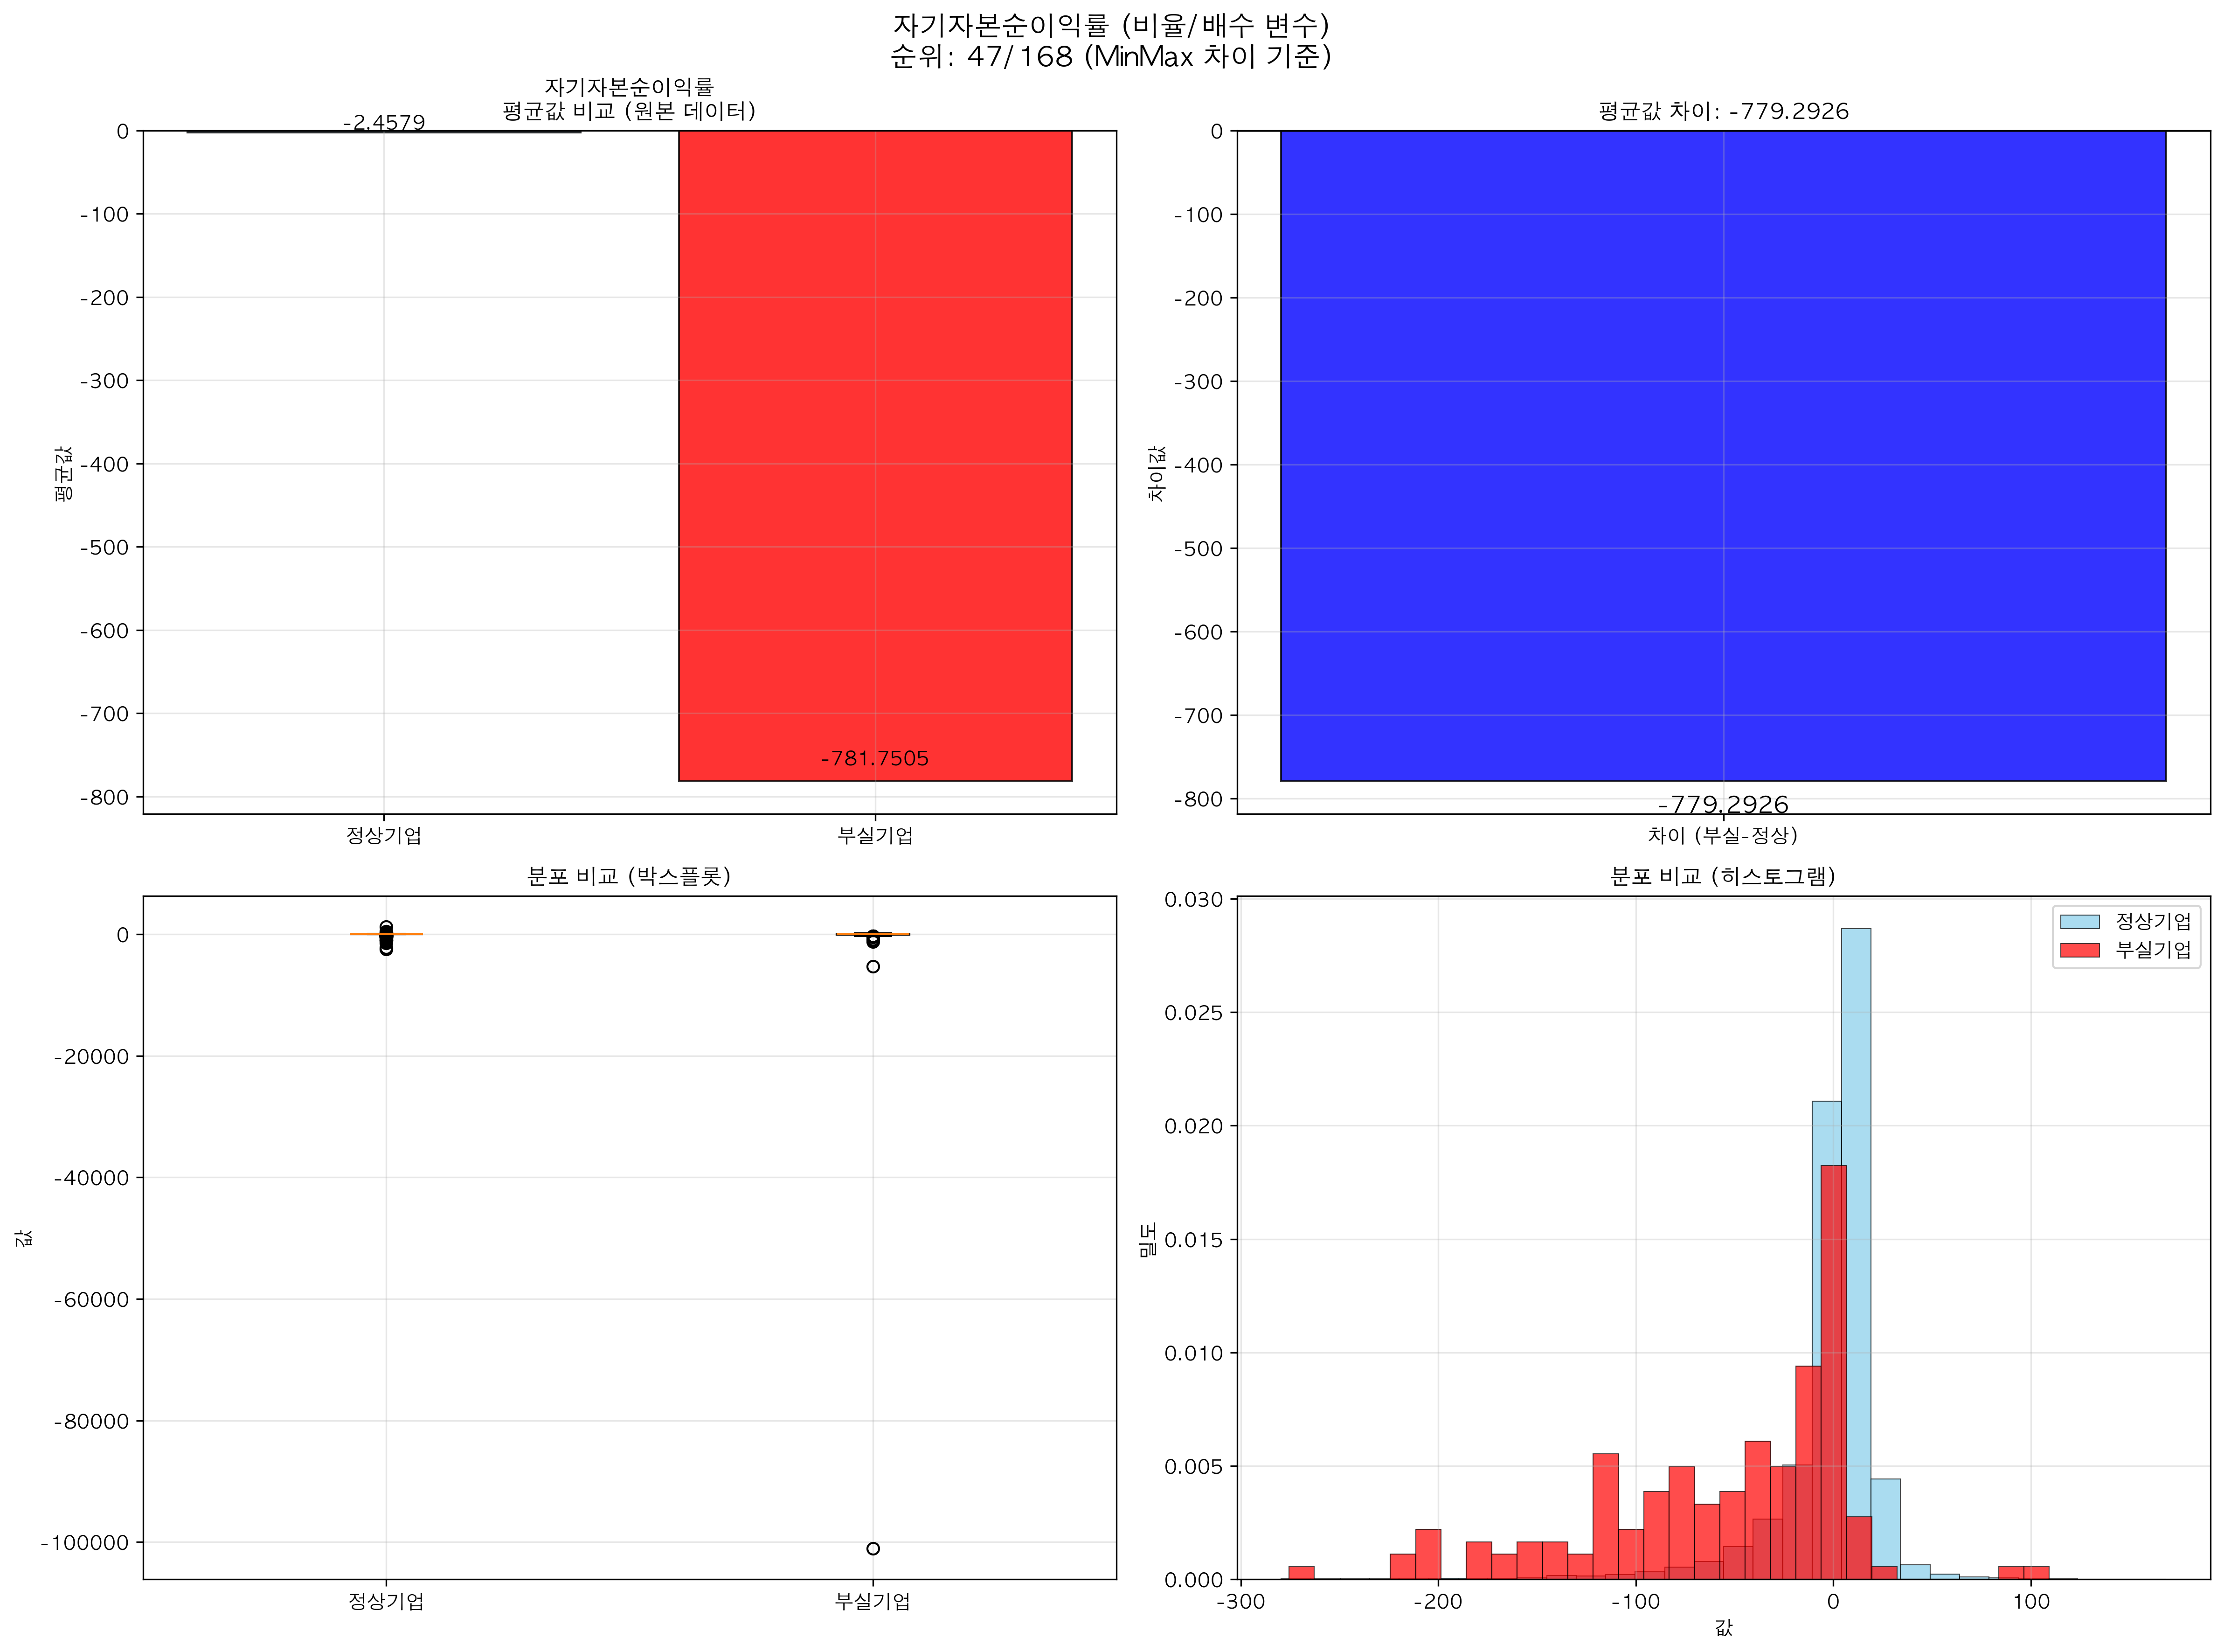 자기자본순이익률 (비율/배수 변수)
순위: 47/168 (MinMax 차이 기준)
자기자본순이익률
평균값 비교 (원본 데이터)
평균값
0
-100
-200
-300
-400
-500
-600
-700
-800
-2.4579
-781.7505
정상기업
부실기업
평균값 차이: -779.2926
차이값
0
-100
-200
-300
-400
-500
-600
-700
-800
-779.2926
차이 (부실-정상)
분포 비교 (박스플롯)
값
0
-20000
-40000
-60000
-80000
-100000
정상기업
부실기업
분포 비교 (히스토그램)
밀도
0.030
0.025
0.020
0.015
0.010
0.005
0.000
정상기업
부실기업
-300
-200
-100
0
100
값